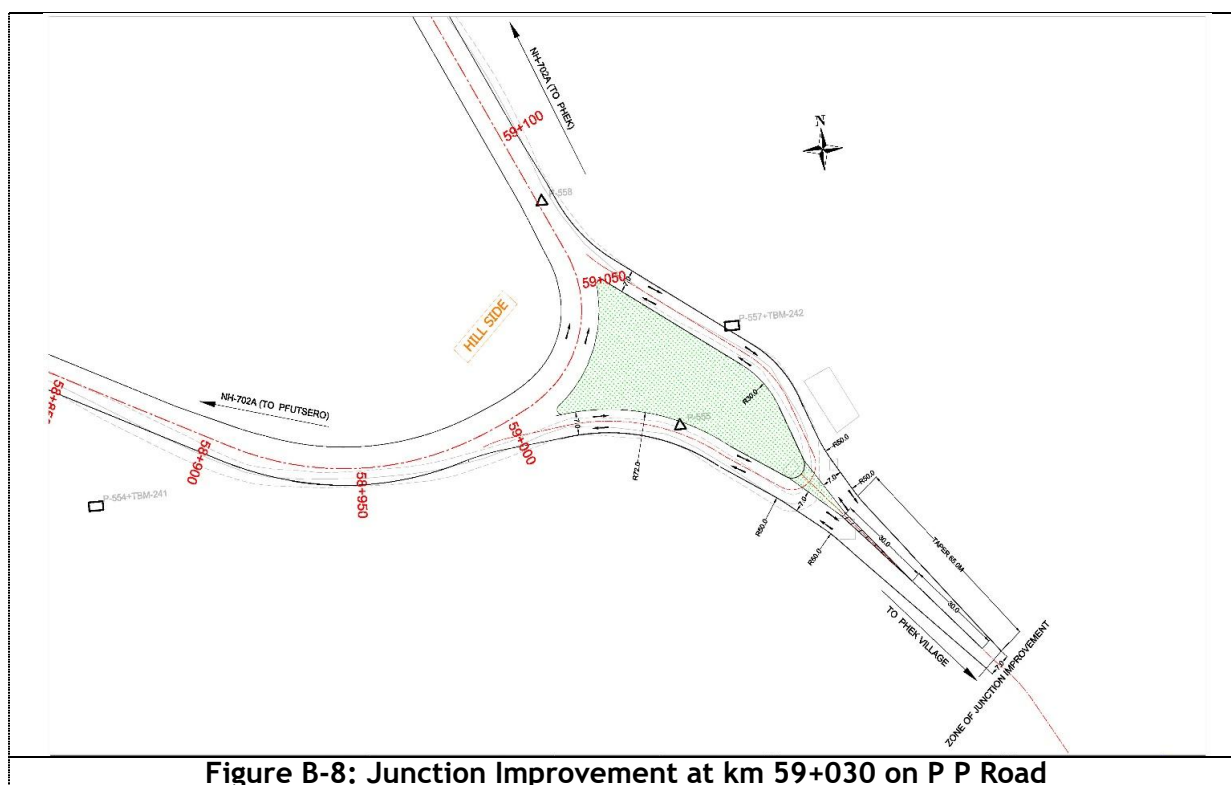 NH-702A (TO PHEK)
59+100
N
P-558
59+050
7.0
P-557+TBM-242
HILL SIDE
NH-702A (TO PFUTSERO)
R30.0
58+900
58+950
59+000
7.0
R72.0
R50.0
R50.0
7.0
7.0
P-554+TBM-241
R50.0
R50.0
30.0
TAPER 65.0M
30.0
TO PHEK VILLAGE
7.0
ZONE OF JUNCTION IMPROVEMENT
Figure B-8: Junction Improvement at km 59+030 on P P Road